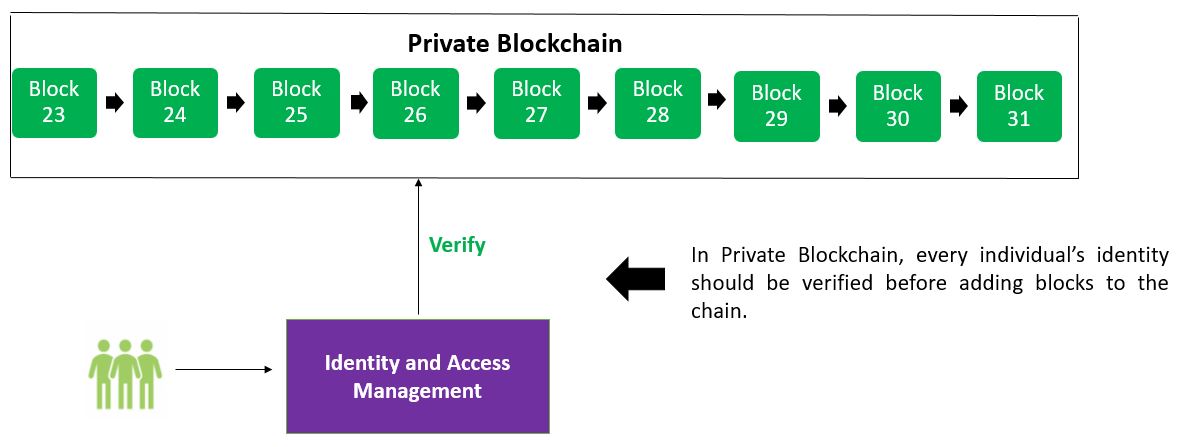 Private Blockchain
Block
23
Block
24
Block
25
Block
26
Block
27
Block
28
Block
29
Block
30
Block
31
Verify
In Private Blockchain, every individual’s identity
should be verified before adding blocks to the
chain.
Identity and Access
Management